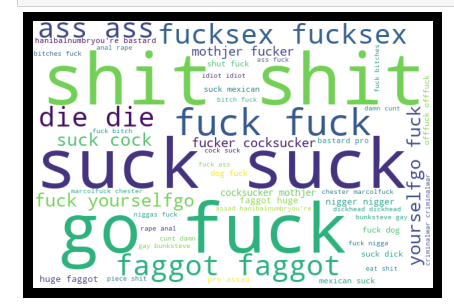 ass ass fucksex fucksex
hanibalnumbryou're bastard
mothjer fucker
bitches fuck
anal rape
ass fuck
shut fuck
shit shit
idiot idiot
fuck bitches
suck mexican
bitch fuck
damn cunt
offfuck offfuck
die die fuck fuck
fuck bitch
suck cock
fucker cocksucker
bastard pro
cock suck
suck suck
fuck ass
dog fuck
yourselfgo fuck
marcolfuck chester
cocksucker mothjer
chester marcolfuck
fuck yourselfgo
faggot huge
nigger nigger
assad hanibalnumbryou're
dickhead dickhead
niggas fuck
bunksteve gay
go fuck
rape anal
fuck dog
cunt damn
fuck nigga
gay bunksteve
suck dick
criminalwar criminalwar
faggot faggot
eat shit
huge faggot
piece shit
pro assad
mexican suck